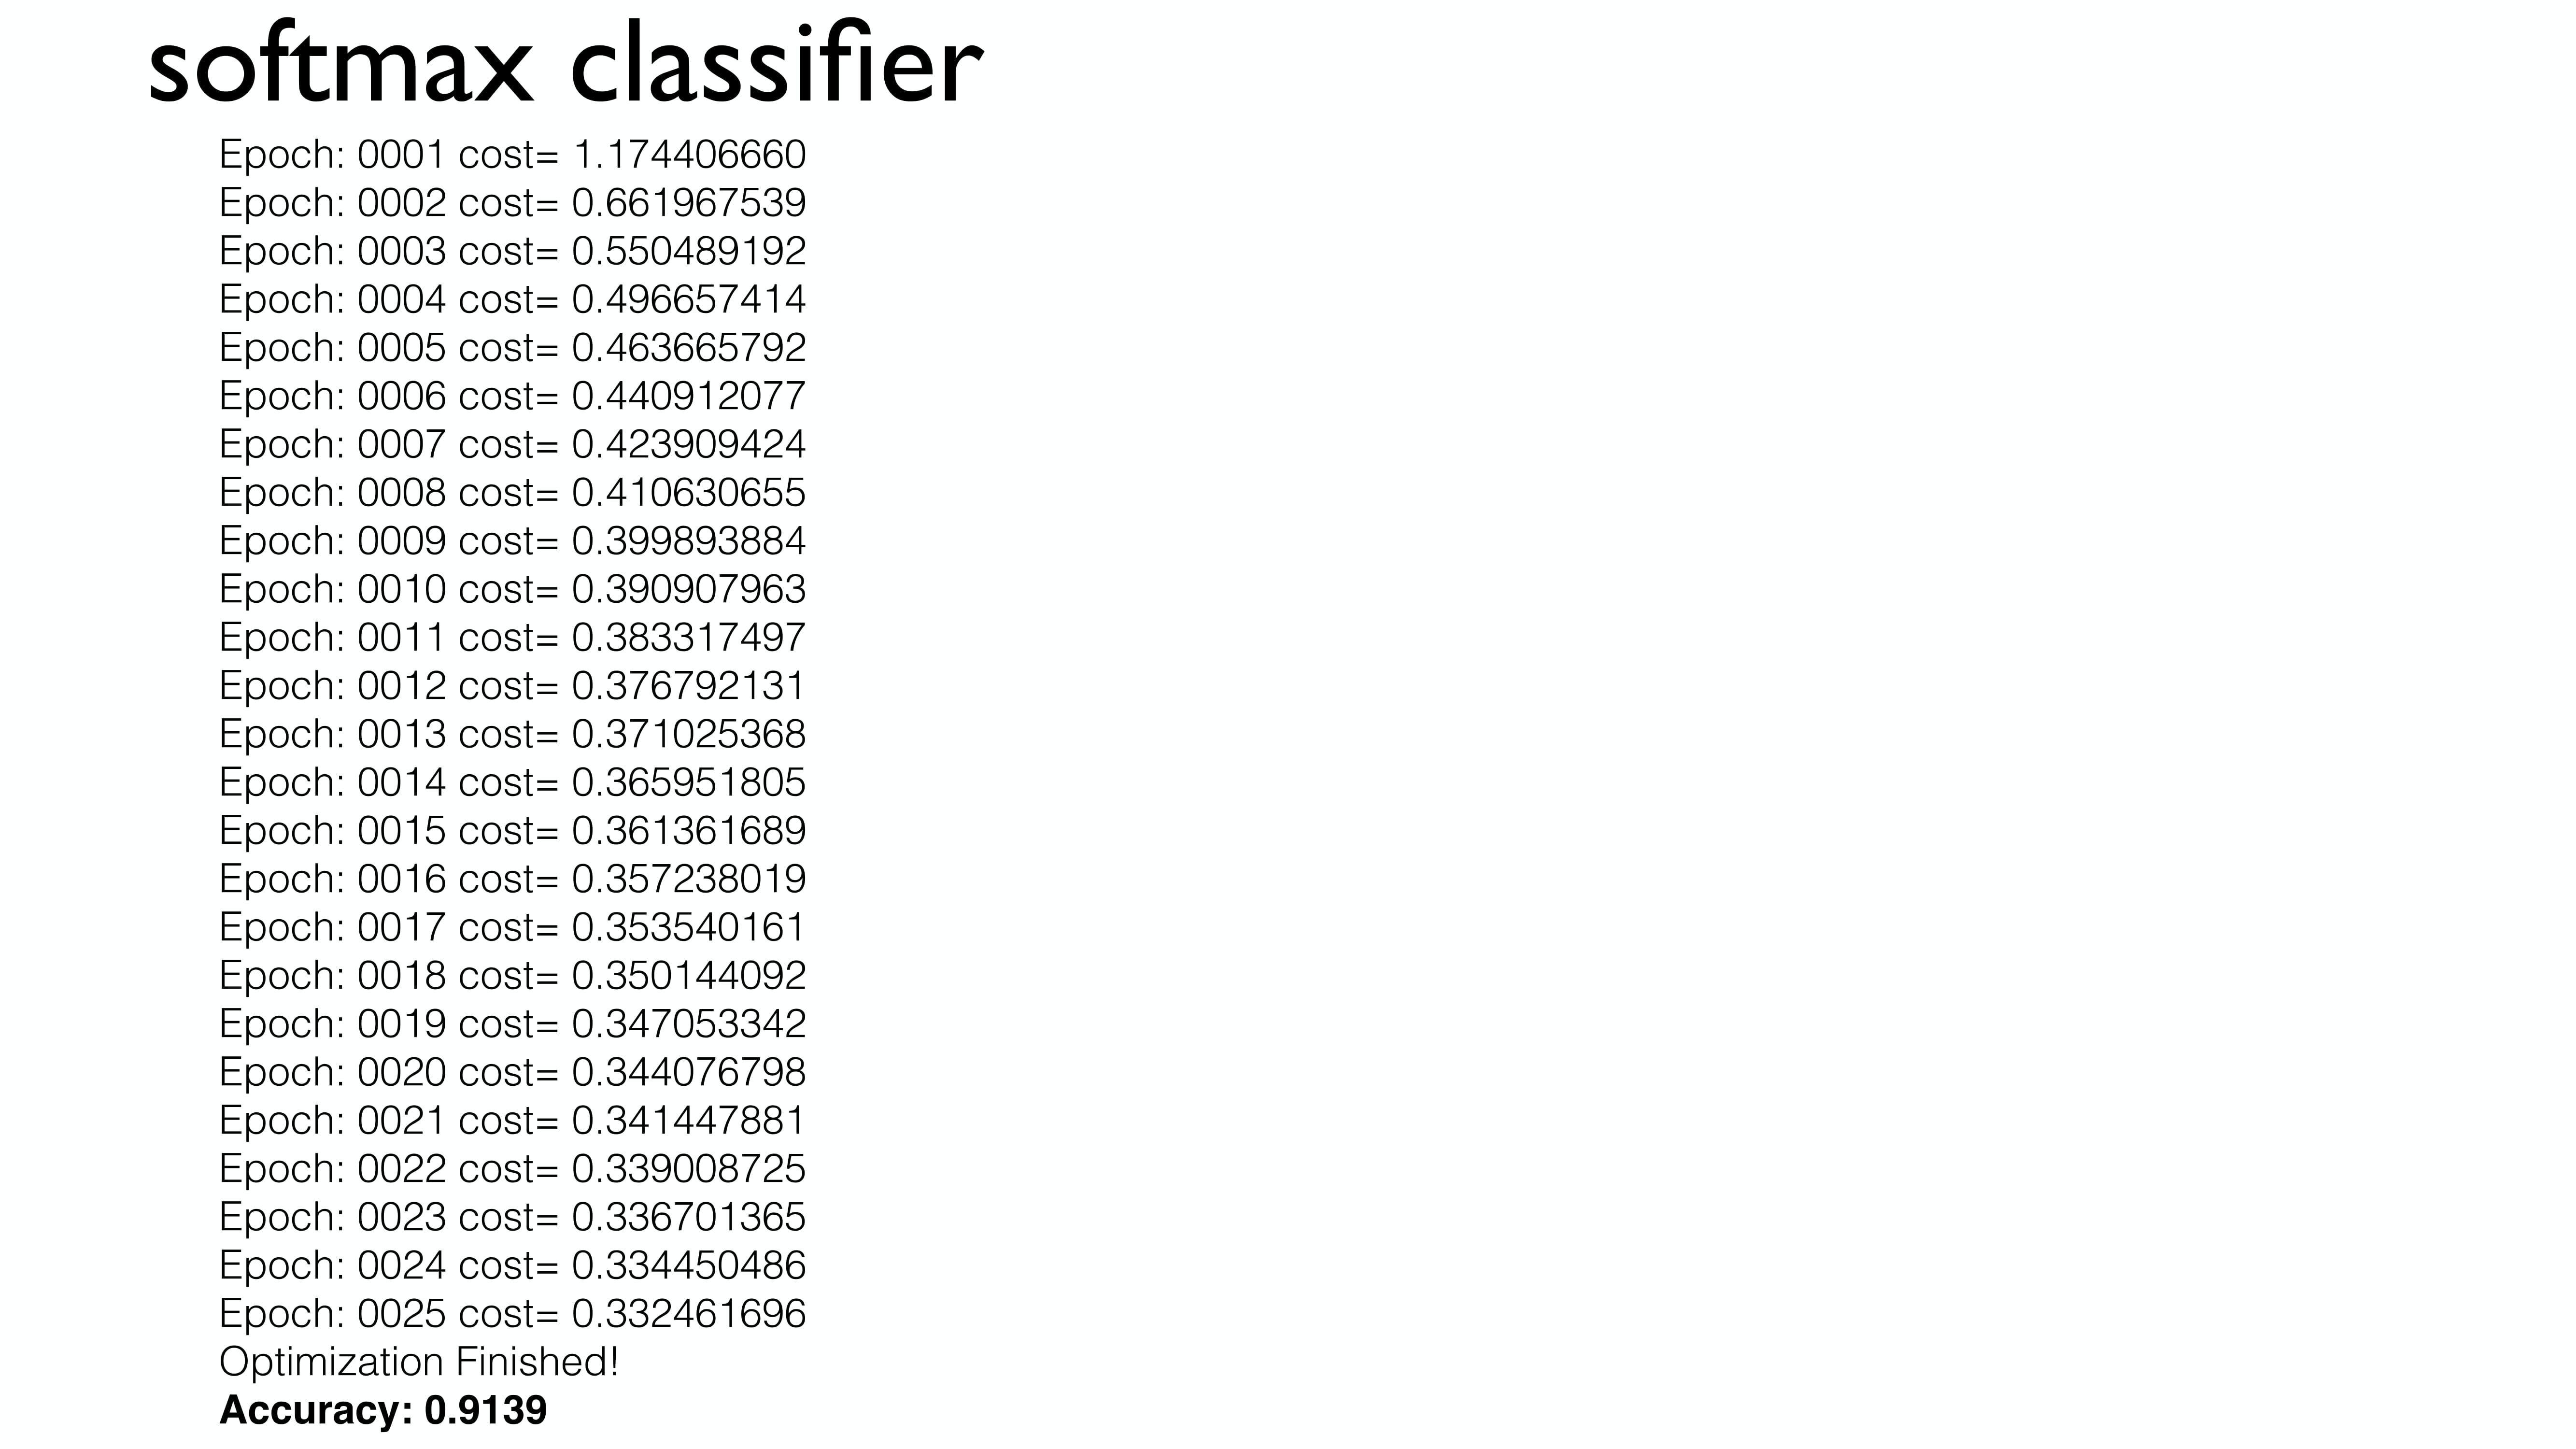 softmax classifier
Epoch: 0001 cost= 1.174406660
Epoch: 0002 cost= 0.661967539
Epoch: 0003 cost= 0.550489192
Epoch: 0004 cost= 0.496657414
Epoch: 0005 cost= 0.463665792
Epoch: 0006 cost= 0.440912077
Epoch: 0007 cost= 0.423909424
Epoch: 0008 cost= 0.410630655
Epoch: 0009 cost= 0.399893884
Epoch: 0010 cost= 0.390907963
Epoch: 0011 cost= 0.383317497
Epoch: 0012 cost= 0.376792131
Epoch: 0013 cost= 0.371025368
Epoch: 0014 cost= 0.365951805
Epoch: 0015 cost= 0.361361689
Epoch: 0016 cost= 0.357238019
Epoch: 0017 cost= 0.353540161
Epoch: 0018 cost= 0.350144092
Epoch: 0019 cost= 0.347053342
Epoch: 0020 cost= 0.344076798
Epoch: 0021 cost= 0.341447881
Epoch: 0022 cost= 0.339008725
Epoch: 0023 cost= 0.336701365
Epoch: 0024 cost= 0.334450486
Epoch: 0025 cost= 0.332461696
Optimization Finished!
Accuracy: 0.9139